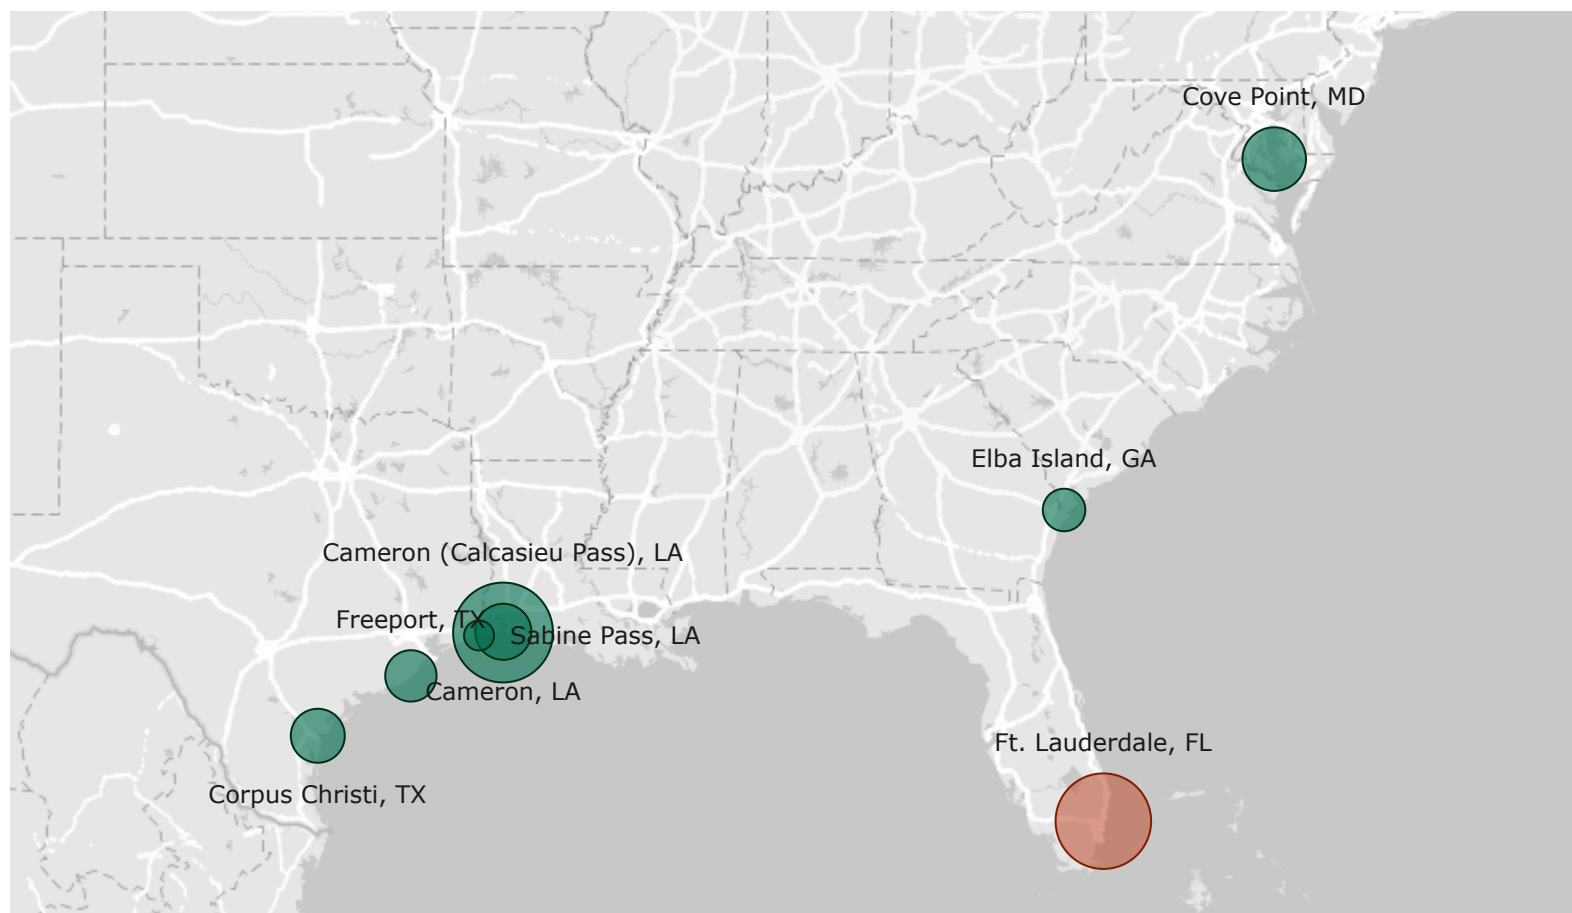 Cove Point, MD
Elba Island, GA
Cameron (Calcasieu Pass), LA
Freeport, TX
Sabine Pass, LA
Cameron, LA
Ft. Lauderdale, FL
Corpus Christi, TX